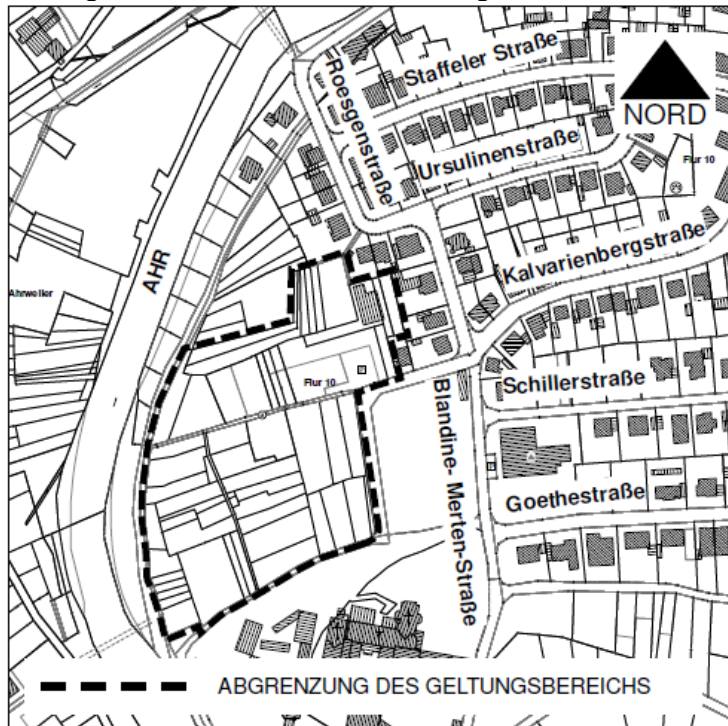 Staffeler Straße
Roesgenstraße
NORD
Ursulinenstraße
Flur 10
Kalvarienbergstraße
AHR
Ahrweiler
Flur 10
Schillerstraße
Blandine- Merten-Straße
Goethestraße
ABGRENZUNG DES GELTUNGSBEREICHS